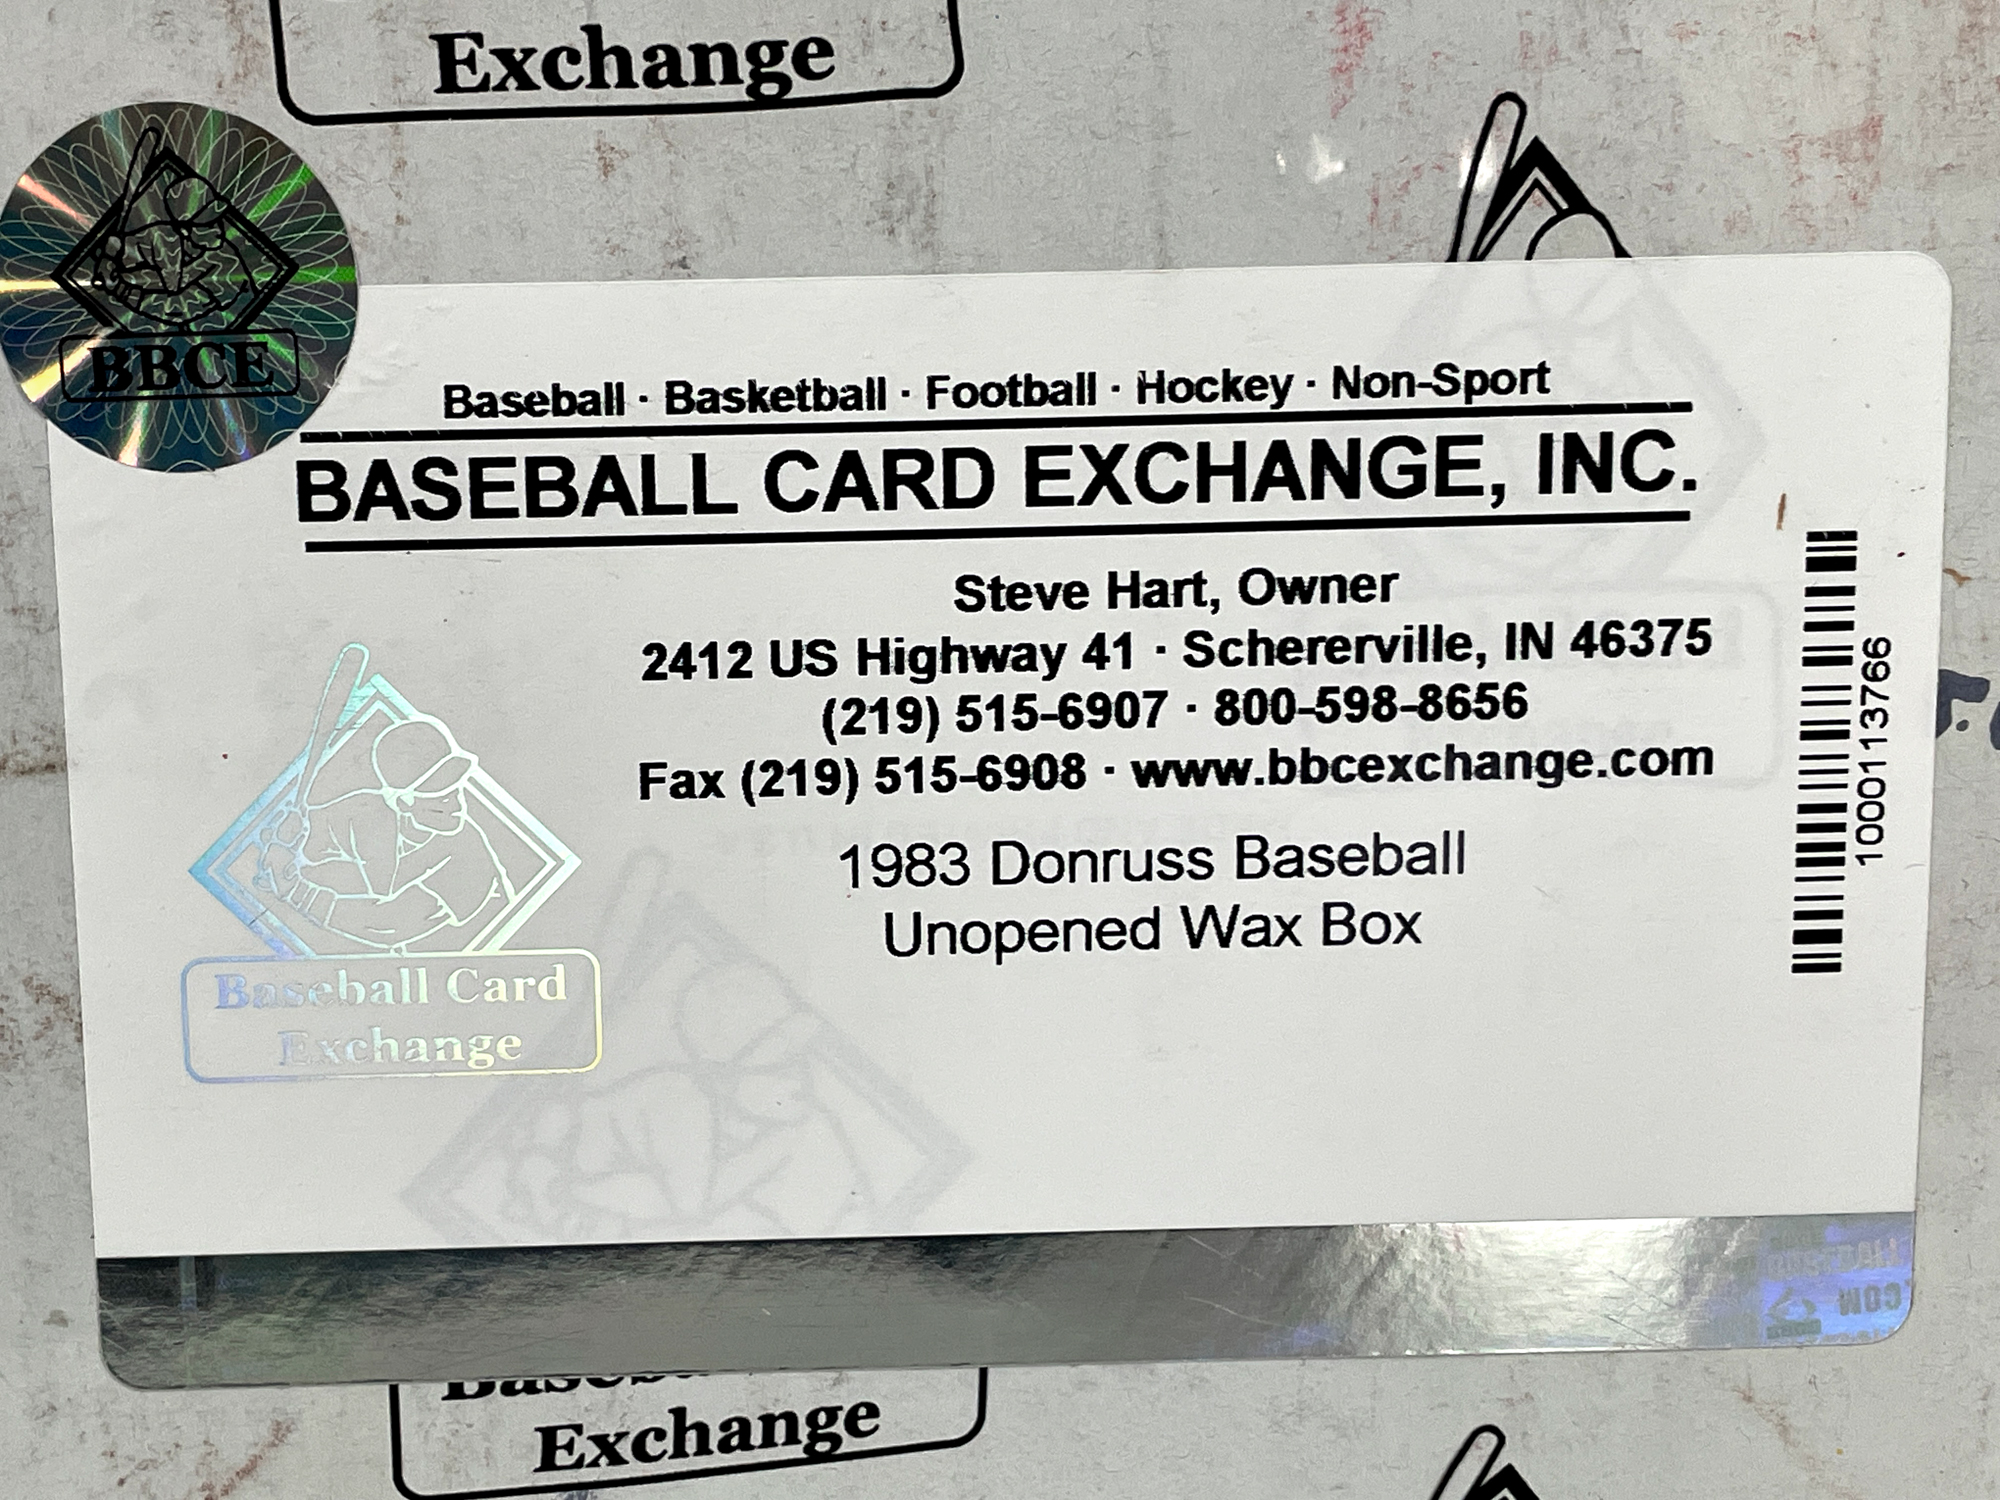 Exchange
BBCE
Baseball · Basketball · Football · Hockey · Non-Sport
BASEBALL CARD EXCHANGE, INC.
Steve Hart, Owner
2412 US Highway 41 · Schererville, IN 46375
(219) 515-6907 · 800-598-8656
Fax (219) 515-6908 · www.bbcexchange.com
1983 Donruss Baseball
Unopened Wax Box
1000113766
Baseball Card
Exchange
Exchange